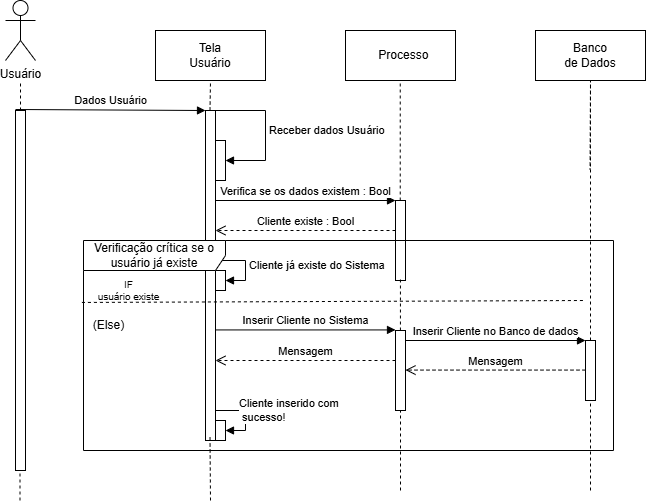 Usuário
Tela
Usuário
Processo
Banco
de Dados
Dados Usuário
Receber dados Usuário
Verifica se os dados existem : Bool
Cliente existe : Bool
Verificação crítica se o
usuário já existe
Cliente já existe do Sistema
IF
usuário existe
(Else)
Inserir Cliente no Sistema
Inserir Cliente no Banco de dados
Mensagem
Mensagem
Cliente inserido com
sucesso!